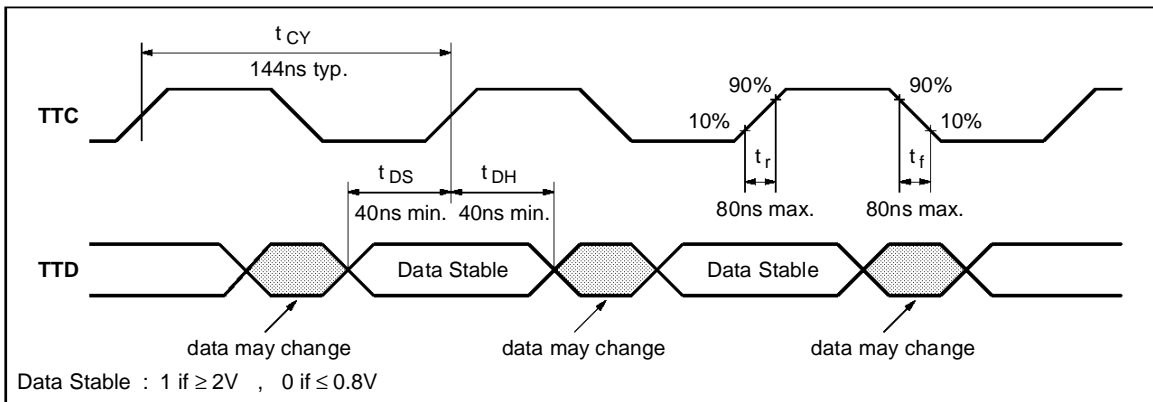 t CY
144ns typ.
TTC
90%
90%
10%
10%
t DS
t DH
t r
t f
40ns min.
40ns min.
80ns max.
80ns max.
TTD
Data Stable
Data Stable
data may change
data may change
data may change
Data Stable : 1 if ≥ 2V , 0 if ≤ 0.8V